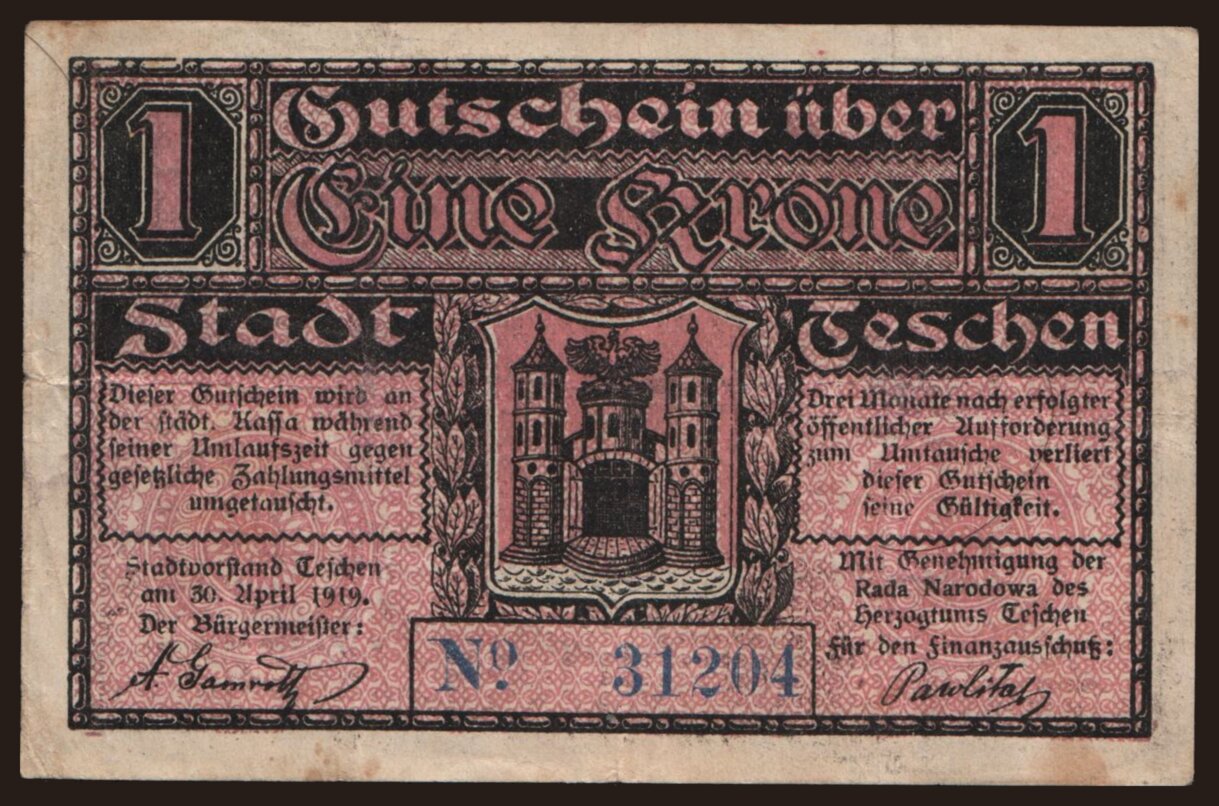 1
Gutschein über
1
Eine Krone
Stadt
Teschen
Dieser Gutschein wird an
der städt. Kassa während
seiner Umlaufszeit gegen
gesetzliche Zahlungsmittel
umgetauscht.
Drei Monate nach erfolgter
öffentlicher Aufforderung
zum Umtausche verliert
dieser Gutschein
seine Gültigkeit.
Stadtvorstand Teschen
am 30. April 1919.
Der Bürgermeister:
Mit Genehmigung der
Rada Narodowa des
Herzogtums Teschen
Für den Finanzausschuß:
No. 31204